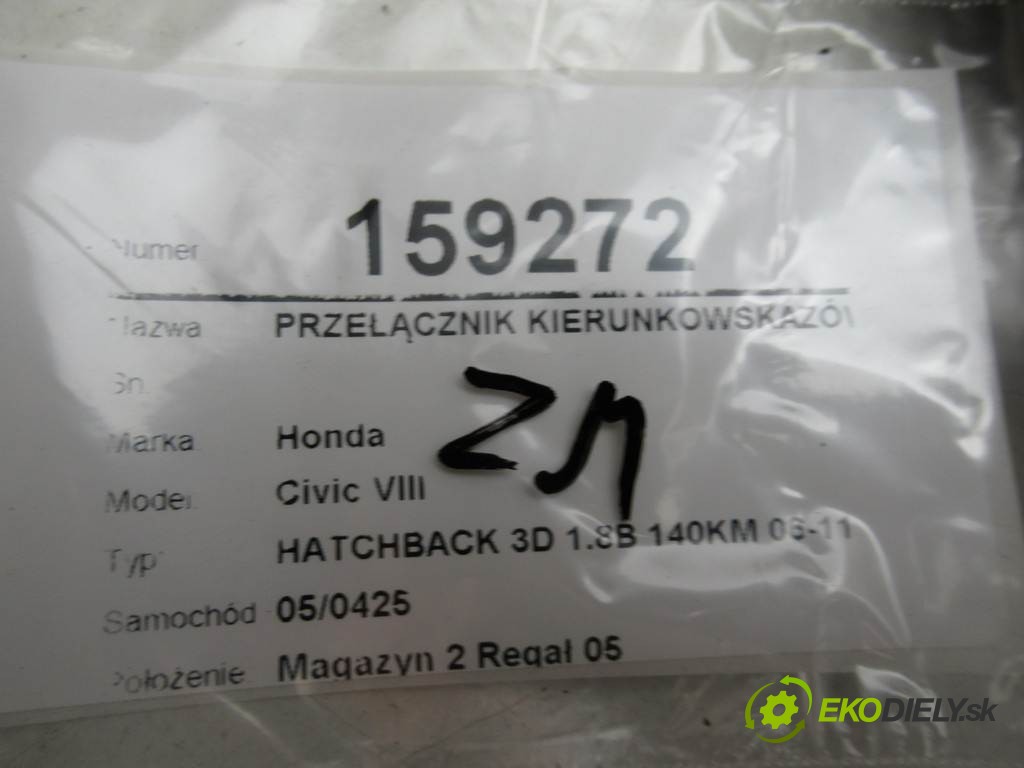 Numer 159272
Nazwa PRZEŁĄCZNIK KIERUNKOWSKAZÓW
Sn.
Marka Honda
Model Civic VIII
Typ HATCHBACK 3D 1.8B 140KM 06-11
Samochód 05/0425
Położenie Magazyn 2 Regał 05
ZM
EKODIELY.sk